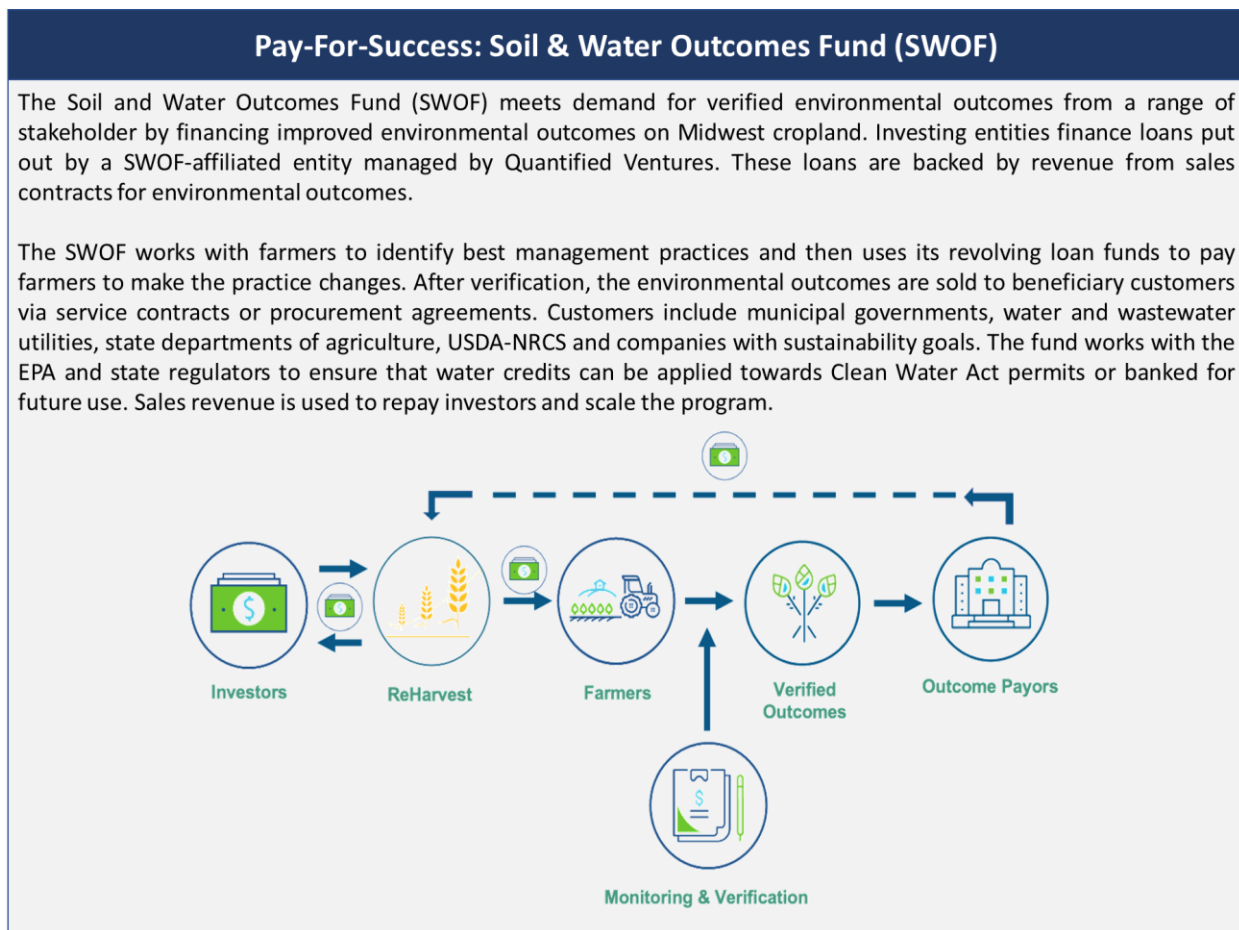 Pay-For-Success: Soil & Water Outcomes Fund (SWOF)
The Soil and Water Outcomes Fund (SWOF) meets demand for verified environmental outcomes from a range of
stakeholder by financing improved environmental outcomes on Midwest cropland. Investing entities finance loans put
out by a SWOF-affiliated entity managed by Quantified Ventures. These loans are backed by revenue from sales
contracts for environmental outcomes.
The SWOF works with farmers to identify best management practices and then uses its revolving loan funds to pay
farmers to make the practice changes. After verification, the environmental outcomes are sold to beneficiary customers
via service contracts or procurement agreements. Customers include municipal governments, water and wastewater
utilities, state departments of agriculture, USDA-NRCS and companies with sustainability goals. The fund works with the
EPA and state regulators to ensure that water credits can be applied towards Clean Water Act permits or banked for
future use. Sales revenue is used to repay investors and scale the program.
$
$
$
$
Investors
ReHarvest
Farmers
Verified
Outcomes
Outcome Payors
$
Monitoring & Verification